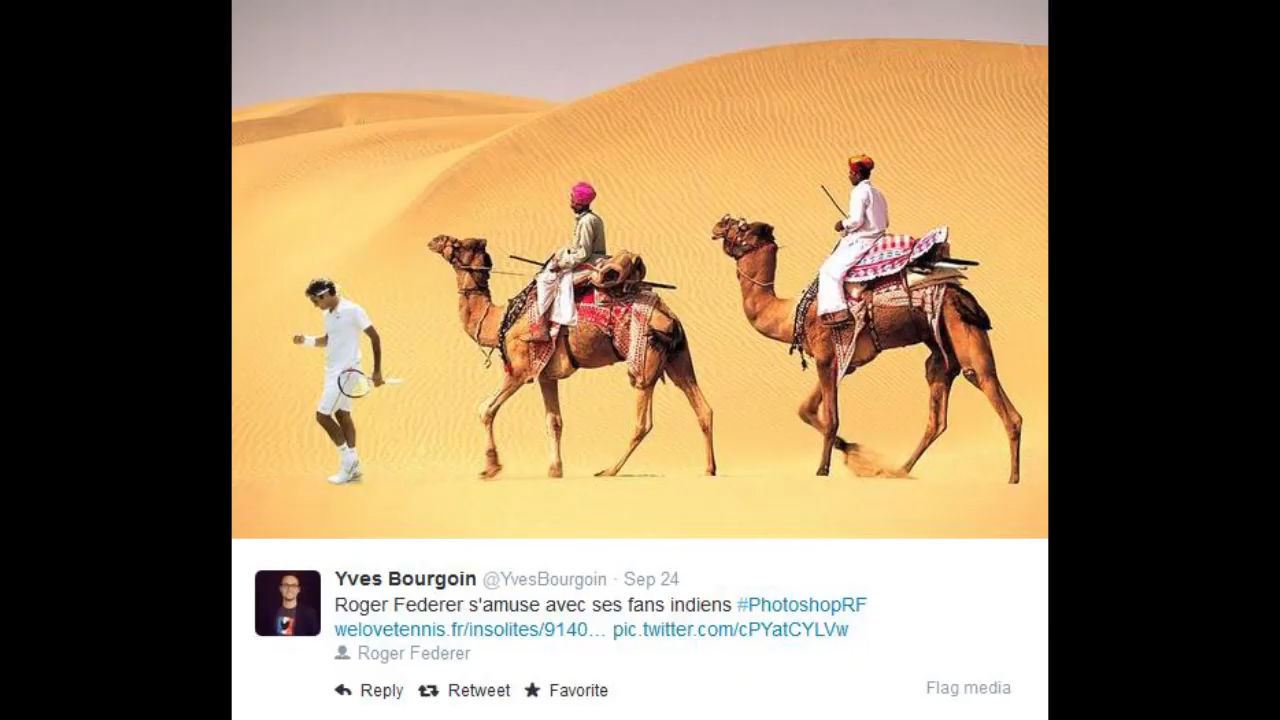 Yves Bourgoin @YvesBourgoin · Sep 24
Roger Federer s'amuse avec ses fans indiens #PhotoshopRF
welovetennis.fr/insolites/9140… pic.twitter.com/cPYatCYLVw
Roger Federer
Reply Retweet Favorite Flag media